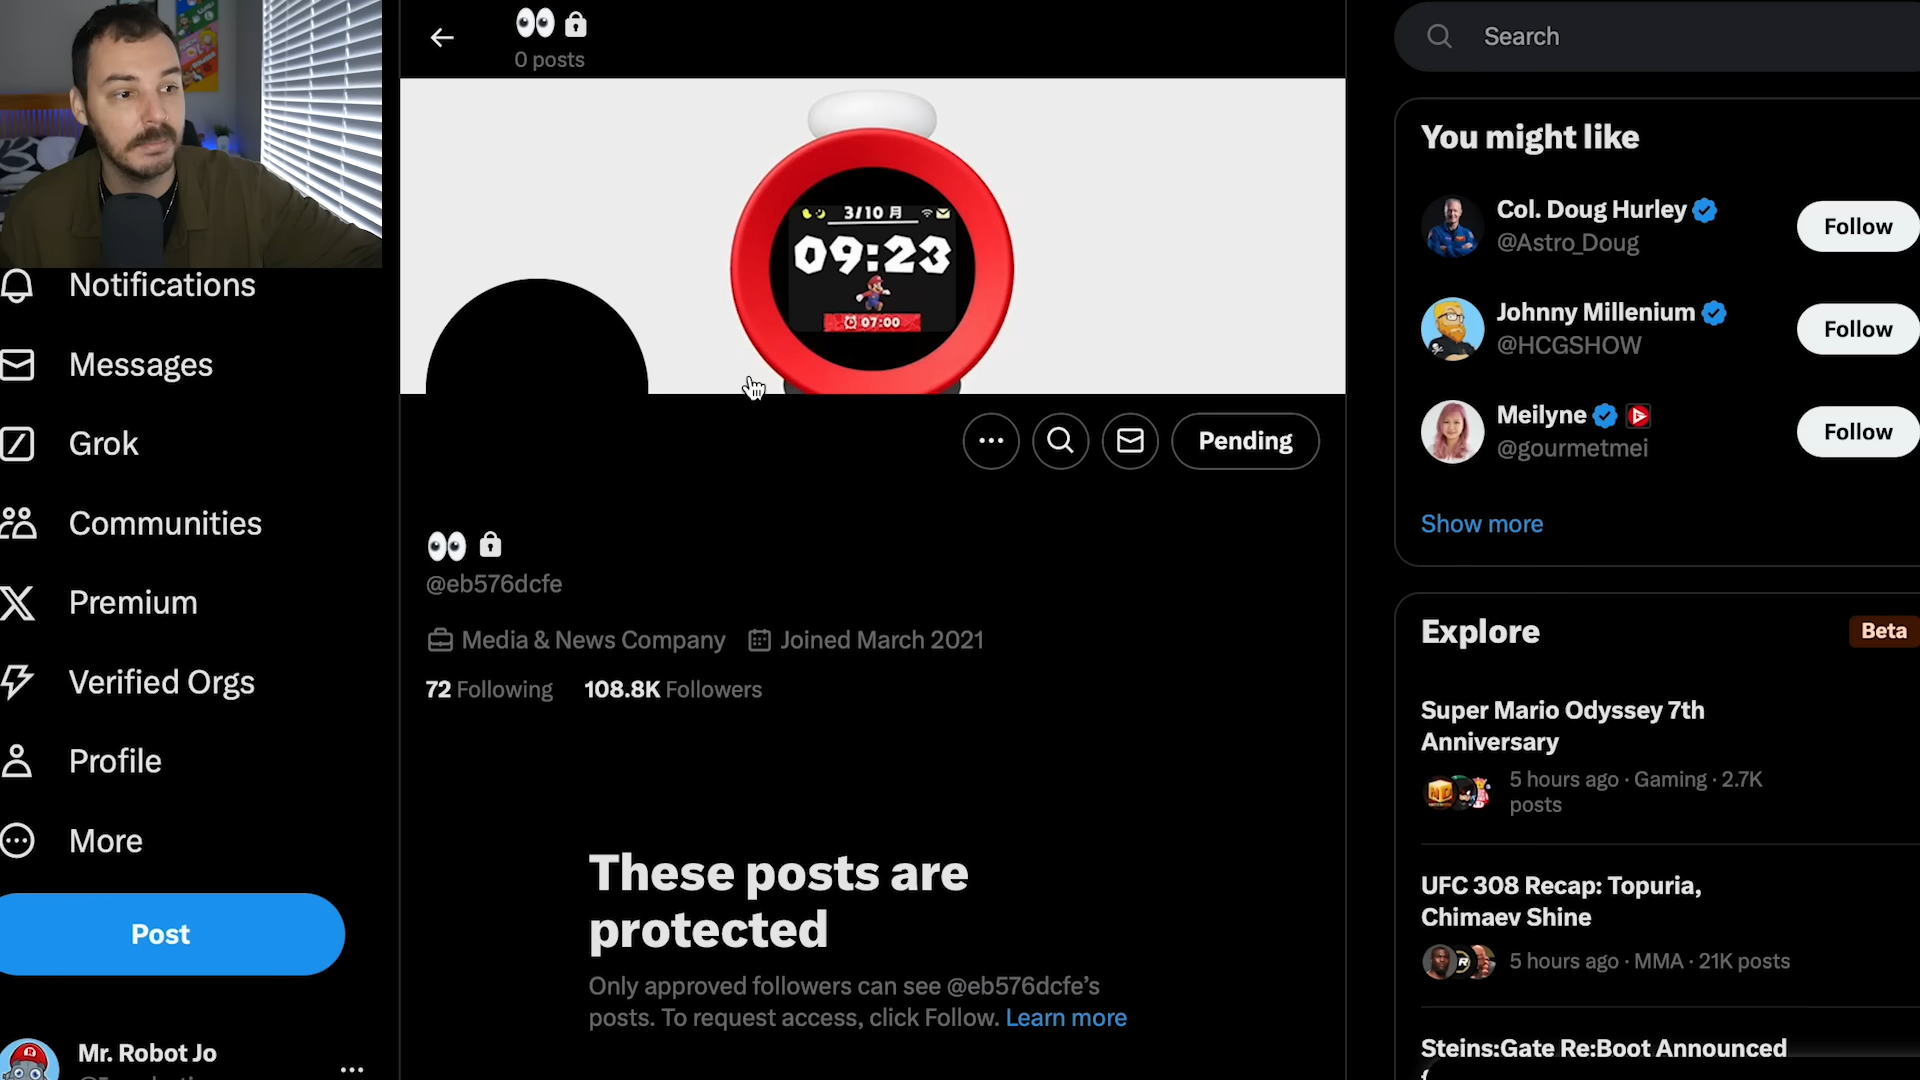 0 posts
3/10 月
09:23
07:00
Pending
@eb576dcfe
Media & News Company
Joined March 2021
72 Following
108.8K Followers
These posts are
protected
Only approved followers can see @eb576dcfe’s
posts. To request access, click Follow. Learn more
Notifications
Messages
Grok
Communities
Premium
Verified Orgs
Profile
More
Post
Mr. Robot Jo
Search
You might like
Col. Doug Hurley
@Astro_Doug
Follow
Johnny Millenium
@HCGSHOW
Follow
Meilyne
@gourmetmei
Follow
Show more
Explore
Beta
Super Mario Odyssey 7th
Anniversary
5 hours ago · Gaming · 2.7K
posts
UFC 308 Recap: Topuria,
Chimaev Shine
5 hours ago · MMA · 21K posts
Steins:Gate Re:Boot Announced